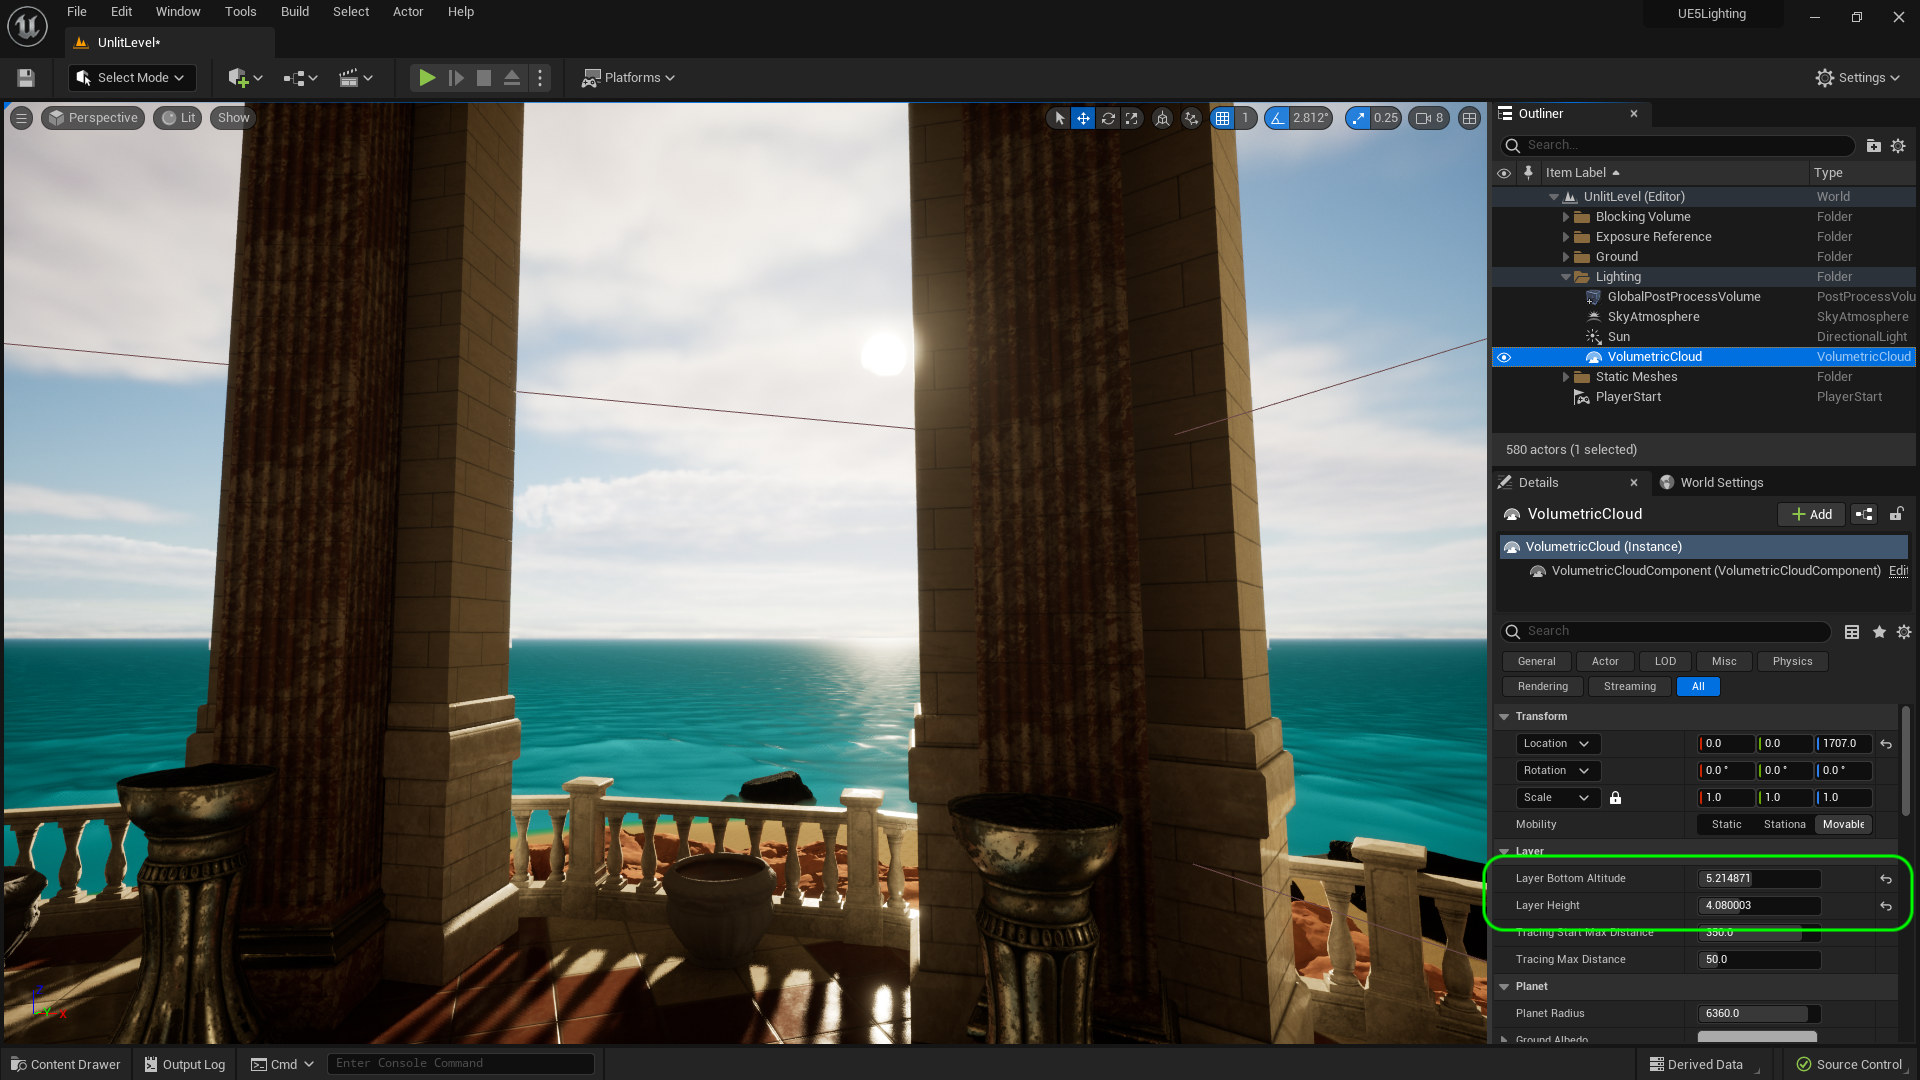 File Edit Window Tools Build Select Actor Help
UE5Lighting
UnlitLevel*
Select Mode
Platforms
Settings
Perspective Lit Show
1 2.812° 0.25 8
Outliner
Search...
Item Label Type
UnlitLevel (Editor) World
Blocking Volume Folder
Exposure Reference Folder
Ground Folder
Lighting Folder
GlobalPostProcessVolume PostProcessVolu
SkyAtmosphere SkyAtmosphere
Sun DirectionalLight
VolumetricCloud VolumetricCloud
Static Meshes Folder
PlayerStart PlayerStart
580 actors (1 selected)
Details World Settings
VolumetricCloud Add
VolumetricCloud (Instance)
VolumetricCloudComponent (VolumetricCloudComponent) Edit
Search
General Actor LOD Misc Physics
Rendering Streaming All
Transform
Location 0.0 0.0 1707.0
Rotation 0.0 ° 0.0 ° 0.0 °
Scale 1.0 1.0 1.0
Mobility Static Stationa Movable
Layer
Layer Bottom Altitude 5.214871
Layer Height 4.080003
Tracing Start Max Distance 350.0
Tracing Max Distance 50.0
Planet
Planet Radius 6360.0
Ground Albedo
Z
Y X
Content Drawer Output Log Cmd Enter Console Command
Derived Data Source Control